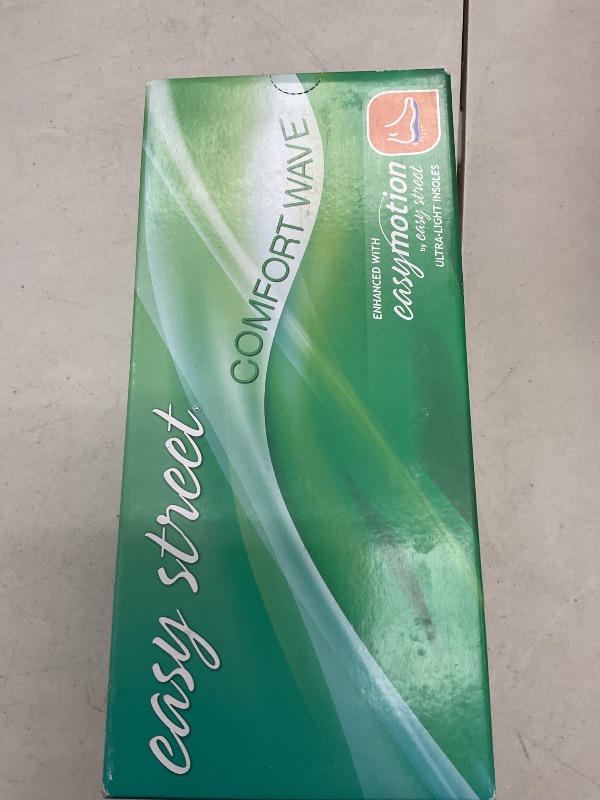 easy street®
COMFORT WAVE
ENHANCED WITH
easymotion
by easy street
ULTRA-LIGHT INSOLES